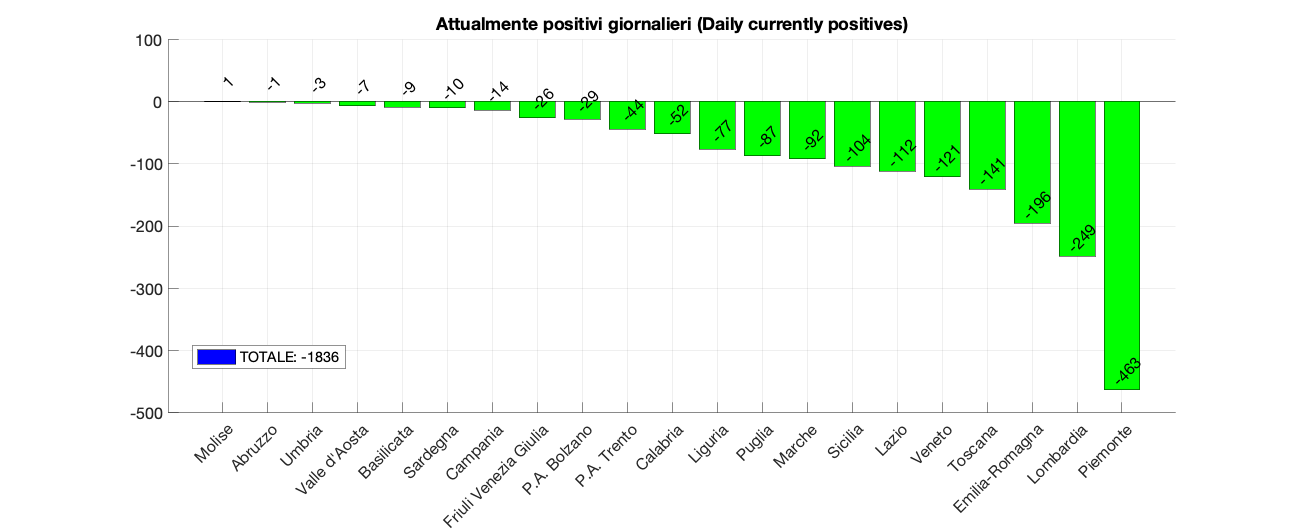 Attualmente positivi giornalieri (Daily currently positives)
100
0
-100
-200
-300
-400
-500
1
-1
-3
-7
-9
-10
-14
-26
-29
-44
-52
-77
-87
-92
-104
-112
-121
-141
-196
-249
-463
TOTALE: -1836
Molise
Abruzzo
Umbria
Valle d'Aosta
Basilicata
Sardegna
Campania
Friuli Venezia Giulia
P.A. Bolzano
P.A. Trento
Calabria
Liguria
Puglia
Marche
Sicilia
Lazio
Veneto
Toscana
Emilia-Romagna
Lombardia
Piemonte